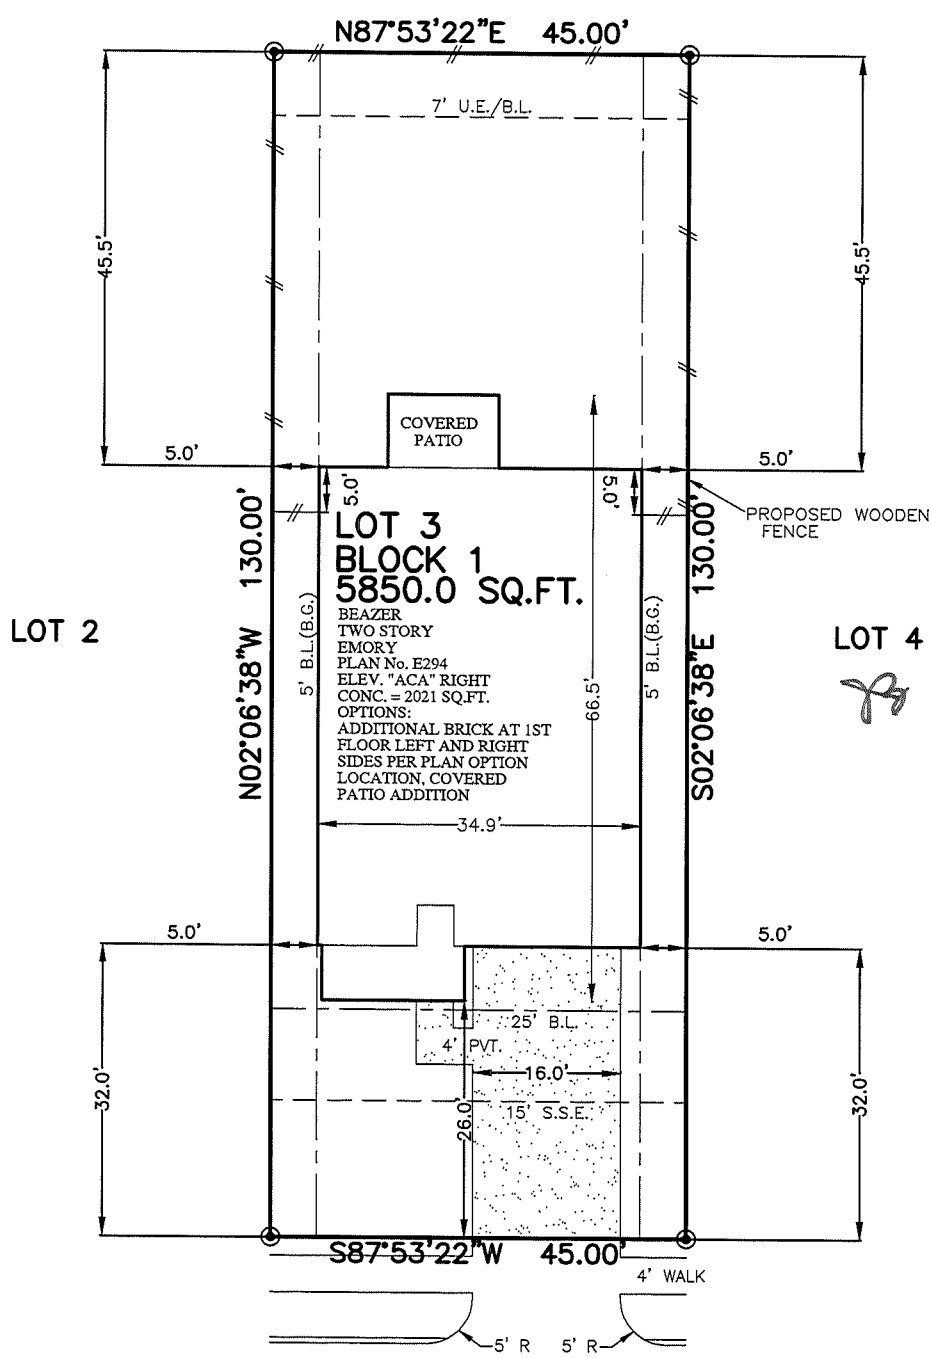 N87°53'22"E 45.00'
7' U.E./B.L.
45.5'
45.5'
COVERED
PATIO
5.0'
5.0'
5.0'
5.0'
PROPOSED WOODEN
FENCE
N02°06'38"W 130.00'
S02°06'38"E 130.00'
LOT 3
BLOCK 1
5850.0 SQ.FT.
BEAZER
TWO STORY
EMORY
PLAN No. E294
ELEV. "ACA" RIGHT
CONC. = 2021 SQ.FT.
OPTIONS:
ADDITIONAL BRICK AT 1ST
FLOOR LEFT AND RIGHT
SIDES PER PLAN OPTION
LOCATION, COVERED
PATIO ADDITION
LOT 2
LOT 4
5' B.L.(B.G.)
5' B.L.(B.G.)
66.5'
34.9'
5.0'
5.0'
25' B.L.
4' PVT.
16.0'
15' S.S.E.
32.0'
26.0'
32.0'
S87°53'22"W 45.00'
4' WALK
5' R
5' R